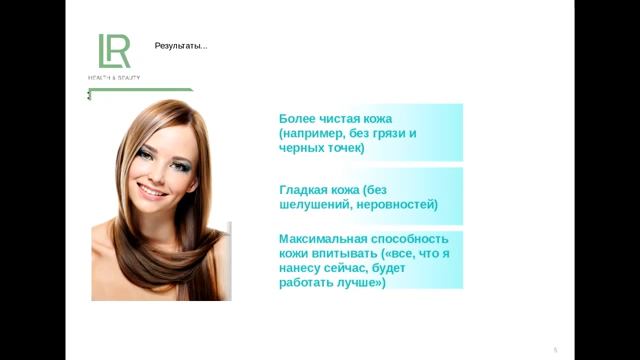 LR
HEALTH & BEAUTY
Результаты...
Более чистая кожа
(например, без грязи и
черных точек)
Гладкая кожа (без
шелушений, неровностей)
Максимальная способность
кожи впитывать («все, что я
нанесу сейчас, будет
работать лучше»)
5